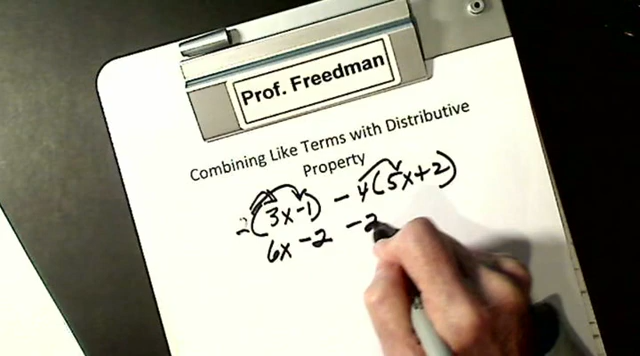 Prof. Freedman
Combining Like Terms with Distributive
Property
2(3x-1) - 4(5x+2)
6x -2 -2